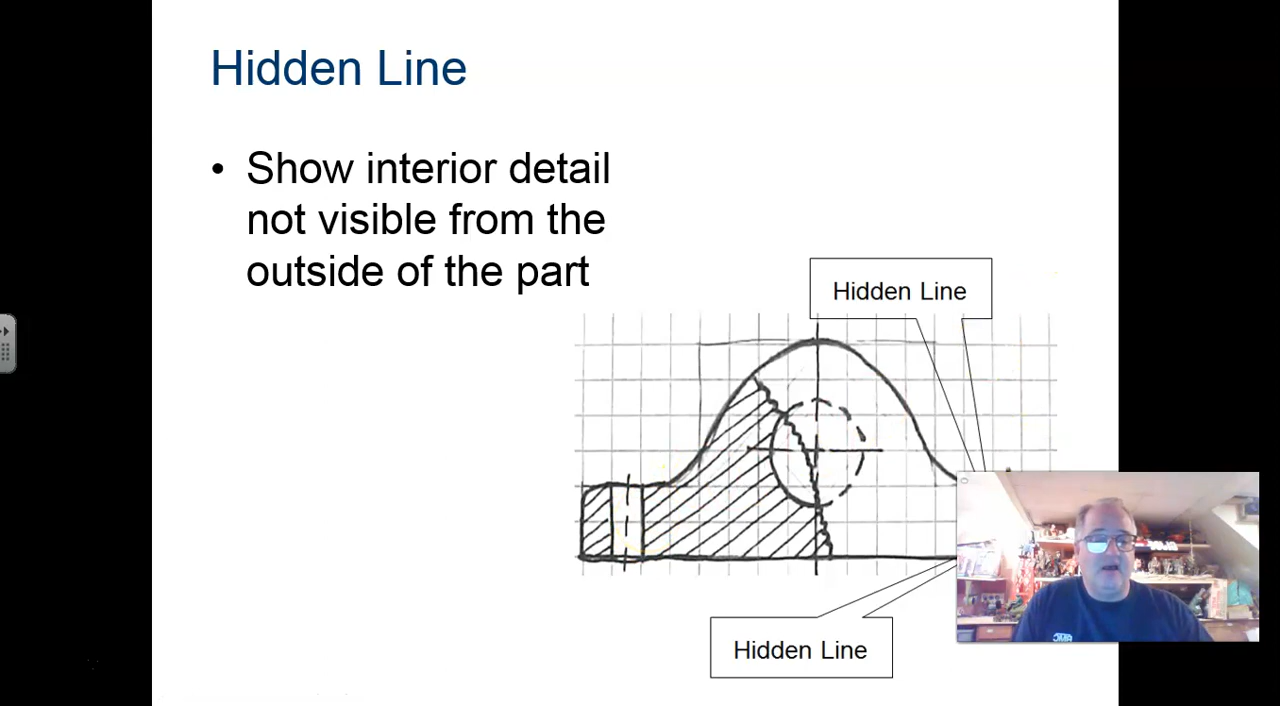 Hidden Line
• Show interior detail
not visible from the
outside of the part
Hidden Line
Hidden Line